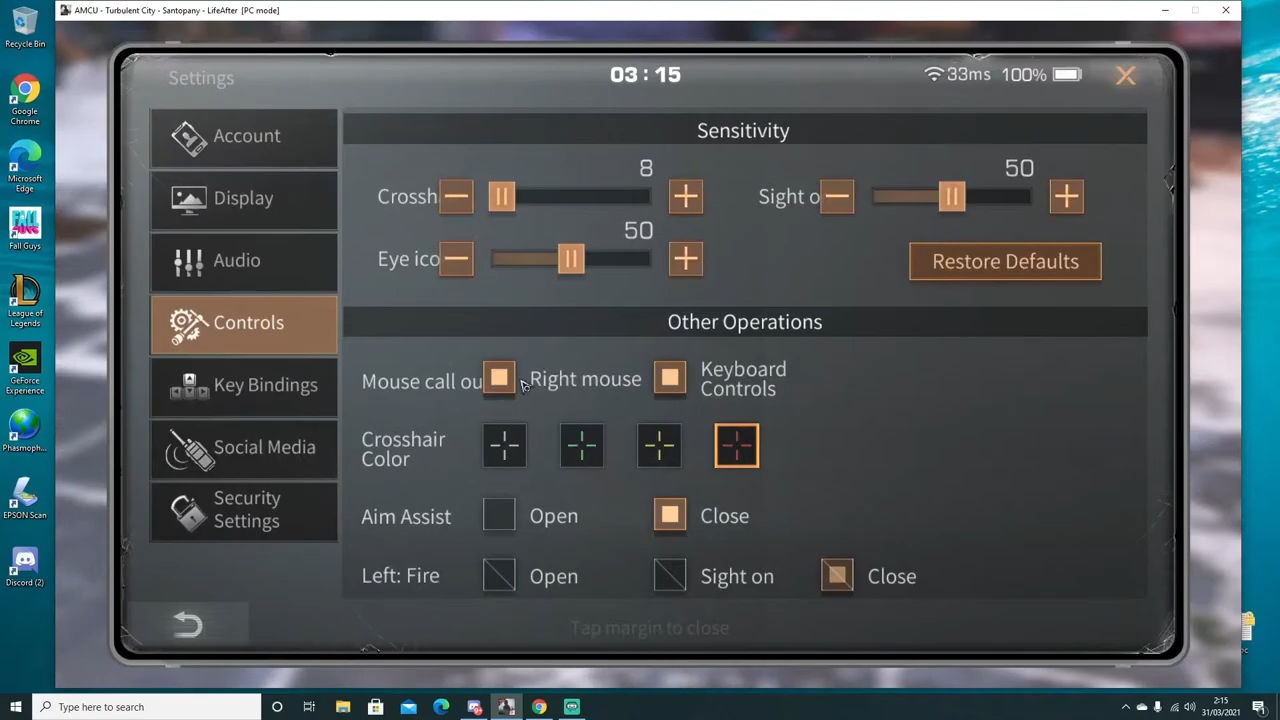 AMCU - Turbulent City - Santopany - LifeAfter [PC mode]
Recycle Bin
Google Chrome
Microsoft Edge
FALL GUYS
Fall Guys
League of Legends
GeForce Experience
Phasmoph...
EPSON Scan
Discord (2)
Settings
03 : 15
33ms 100%
Account
Display
Audio
Controls
Key Bindings
Social Media
Security
Settings
Sensitivity
8
50
Crossh
Sight o
50
Eye ico
Restore Defaults
Other Operations
Mouse call ou
Right mouse
Keyboard
Controls
Crosshair
Color
Aim Assist
Open
Close
Left: Fire
Open
Sight on
Close
Tap margin to close
oc
Type here to search
2:15
31/03/2021